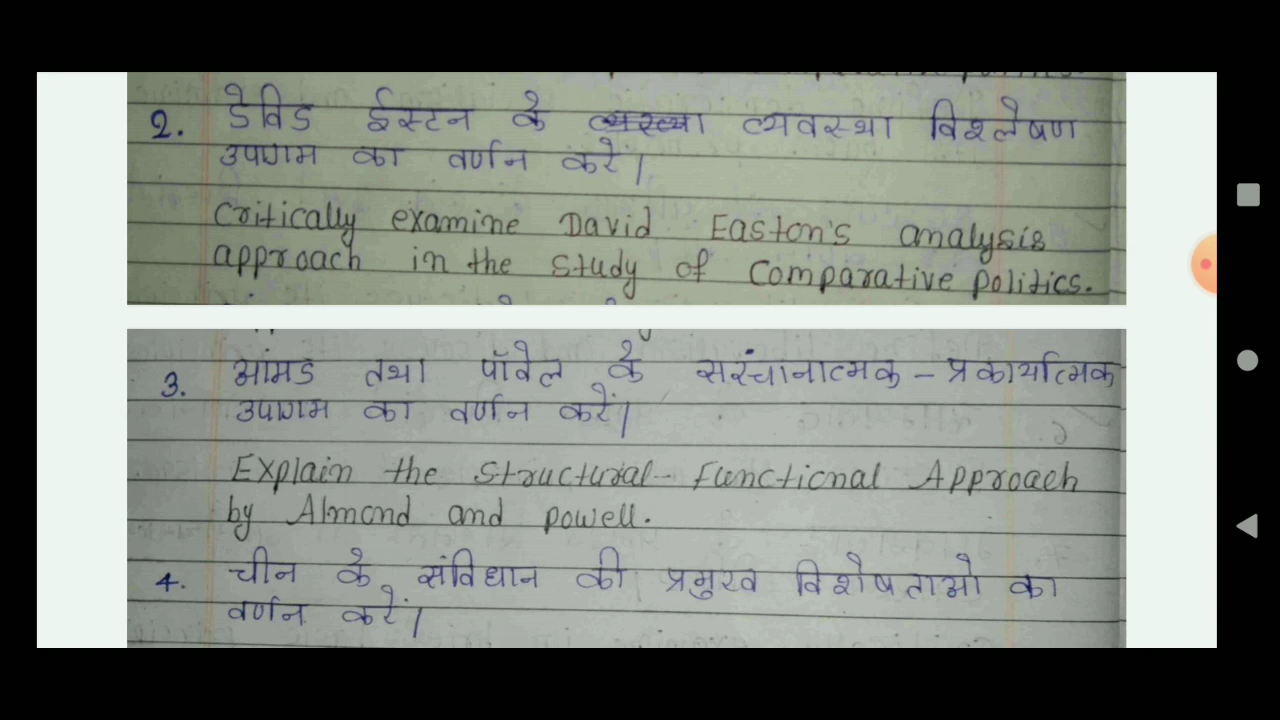 2. डेविड ईस्टन के व्यवस्था विश्लेषण
उपागम का वर्णन करें।
Critically examine David Easton's analysis
approach in the study of Comparative politics.
3. आंमड तथा पॉवेल के सरंचानात्मक - प्रकार्यात्मक
उपागम का वर्णन करें।
Explain the Structural - Functional Approach
by Almond and powell.
4. चीन के संविधान की प्रमुख विशेषताओ का
वर्णन करें।